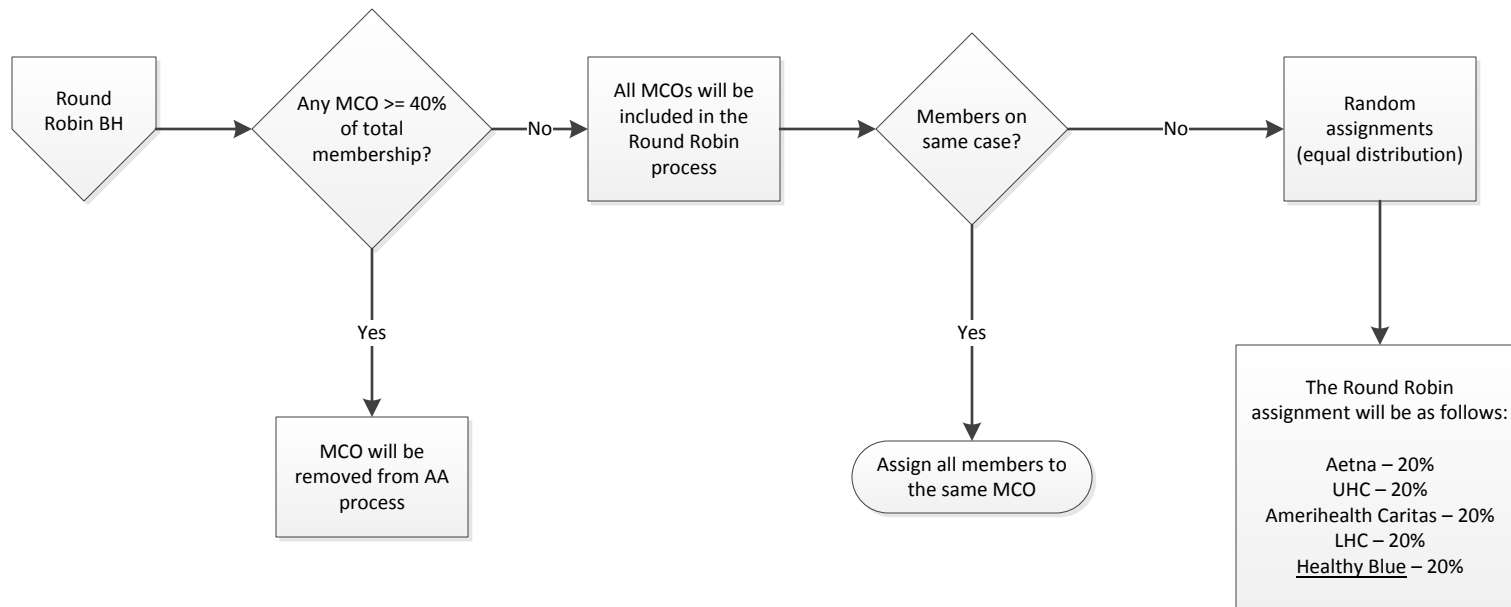 Round
Robin BH
Any MCO >= 40%
of total
membership?
No
All MCOs will be
included in the
Round Robin
process
Members on
same case?
No
Random
assignments
(equal distribution)
Yes
MCO will be
removed from AA
process
Yes
Assign all members to
the same MCO
The Round Robin
assignment will be as follows:
Aetna – 20%
UHC – 20%
Amerihealth Caritas – 20%
LHC – 20%
Healthy Blue – 20%